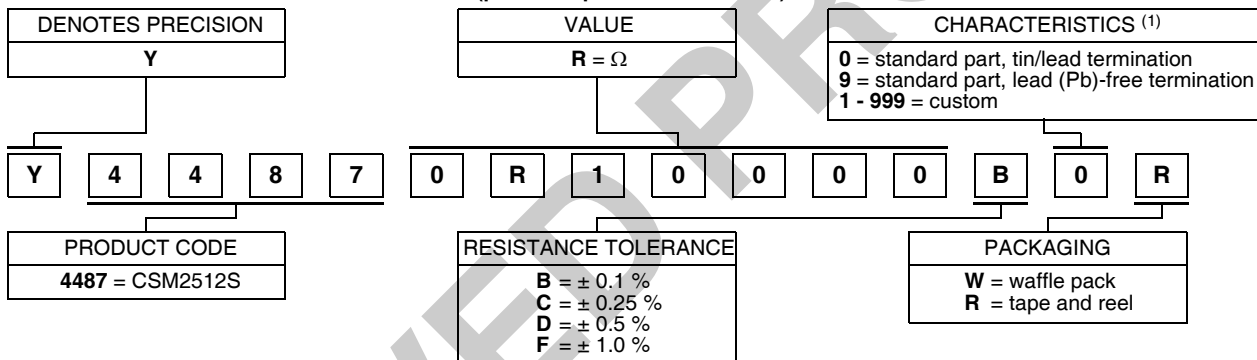 DENOTES PRECISION
Y
VALUE
R = Ω
CHARACTERISTICS (1)
0 = standard part, tin/lead termination
9 = standard part, lead (Pb)-free termination
1 - 999 = custom
Y 4 4 8 7 0 R 1 0 0 0 0 B 0 R
PRODUCT CODE
4487 = CSM2512S
RESISTANCE TOLERANCE
B = ± 0.1 %
C = ± 0.25 %
D = ± 0.5 %
F = ± 1.0 %
PACKAGING
W = waffle pack
R = tape and reel